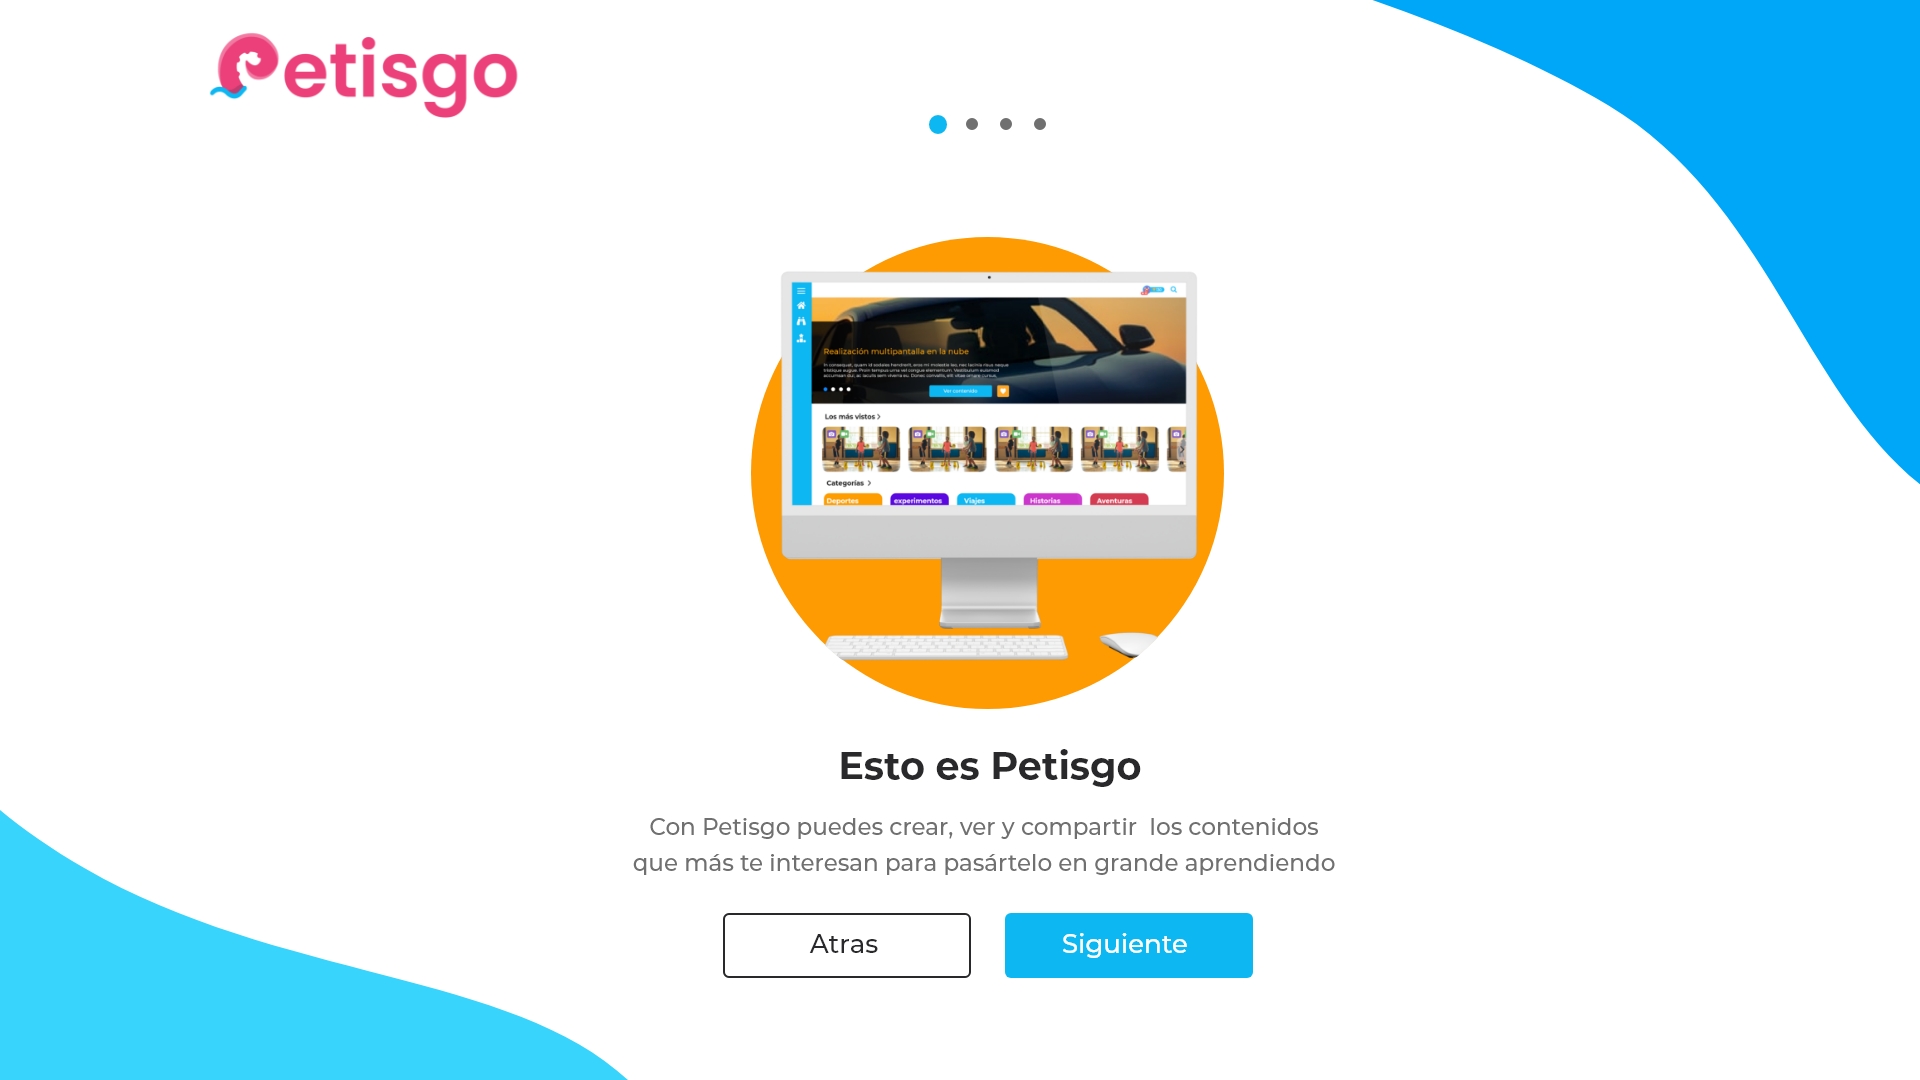 Petisgo
Realización multipantalla en la nube
Ver contenido
Los más vistos
Categorías
Deportes
experimentos
Viajes
Historias
Aventuras
Esto es Petisgo
Con Petisgo puedes crear, ver y compartir los contenidos
que más te interesan para pasártelo en grande aprendiendo
Atras
Siguiente